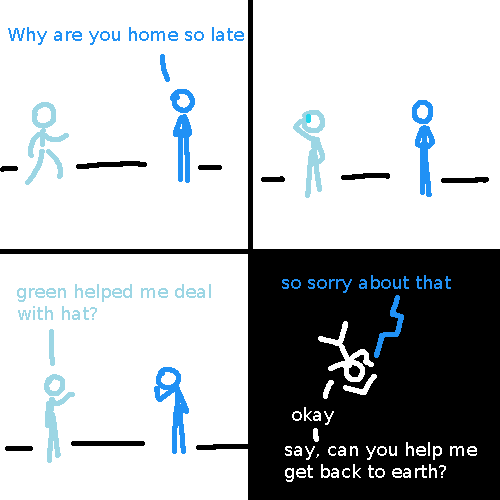 Why are you home so late
green helped me deal
with hat?
so sorry about that
okay
say, can you help me
get back to earth?